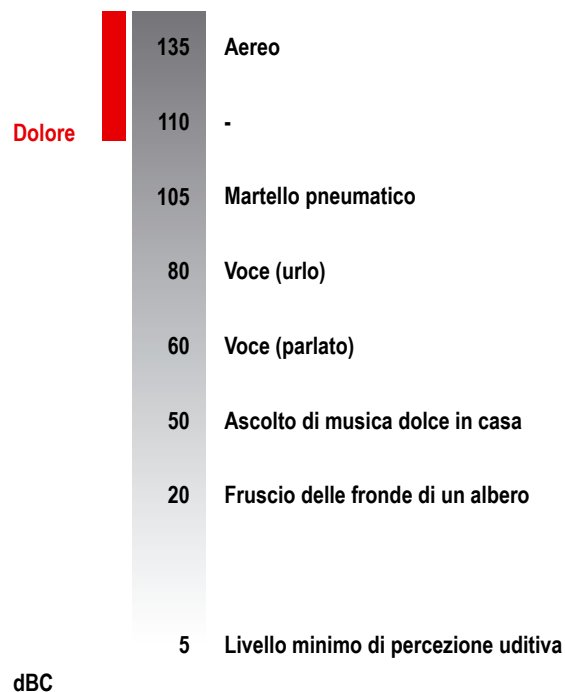 135 Aereo
Dolore 110 -
105 Martello pneumatico
80 Voce (urlo)
60 Voce (parlato)
50 Ascolto di musica dolce in casa
20 Fruscio delle fronde di un albero
5 Livello minimo di percezione uditiva
dBC